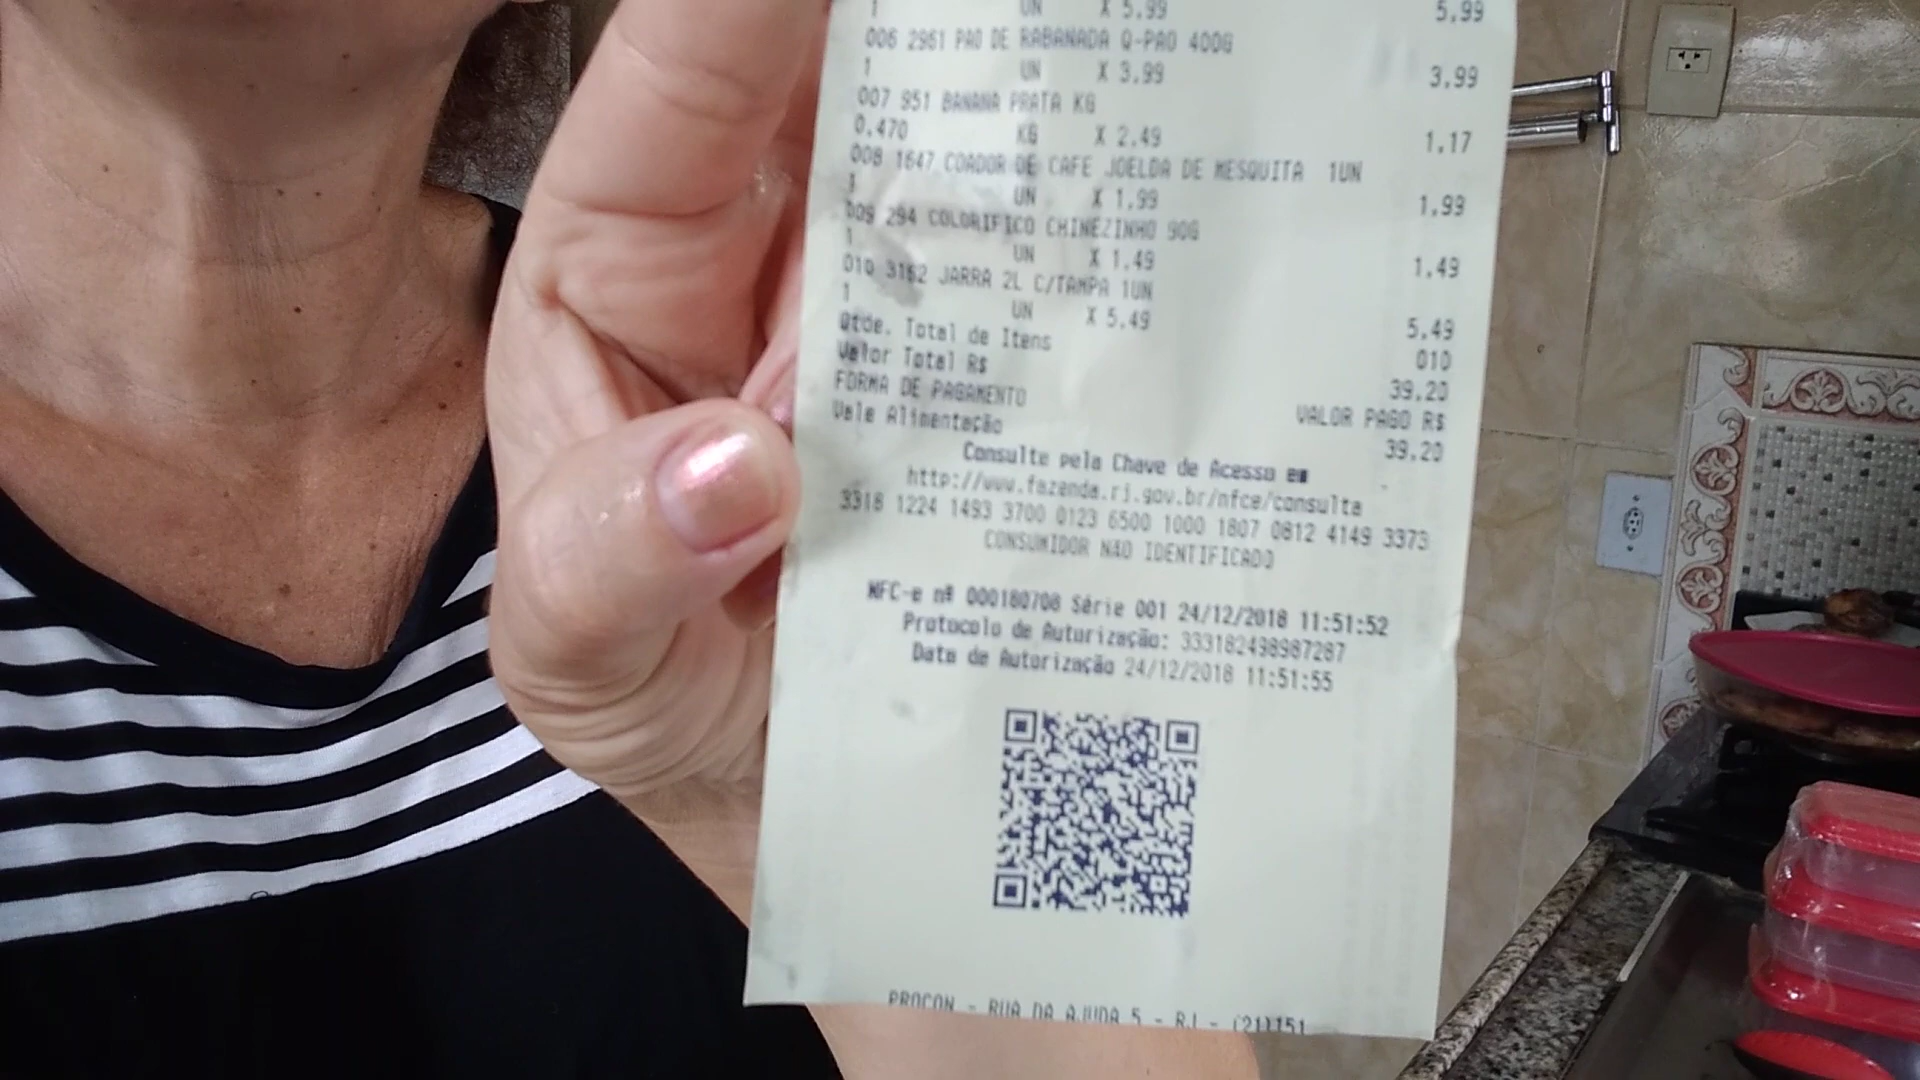 1 UN X 5.99 5.99
006 2961 PAO DE RABANADA Q-PAO 400G
1 UN X 3.99 3.99
007 951 BANANA PRATA KG
0.470 KG X 2.49 1.17
008 1647 COADOR DE CAFE JOELDA DE MESQUITA 1UN
1 UN X 1.99 1.99
009 294 COLORIFICO CHINEZINHO 90G
1 UN X 1.49 1.49
010 3162 JARRA 2L C/TAMPA 1UN
1 UN X 5.49 5.49
Qtde. Total de Itens 010
Valor Total R$ 39.20
FORMA DE PAGAMENTO VALOR PAGO R$
Vale Alimentação 39.20
Consulte pela Chave de Acesso em
http://www.fazenda.rj.gov.br/nfce/consulta
3318 1224 1493 3700 0123 6500 1000 1807 0812 4149 3373
CONSUMIDOR NÃO IDENTIFICADO
NFC-e nº 000180708 Série 001 24/12/2018 11:51:52
Protocolo de Autorização: 333182498987287
Data de Autorização 24/12/2018 11:51:55
PROCON - RUA DA AJUDA 5 - RJ - (21)151